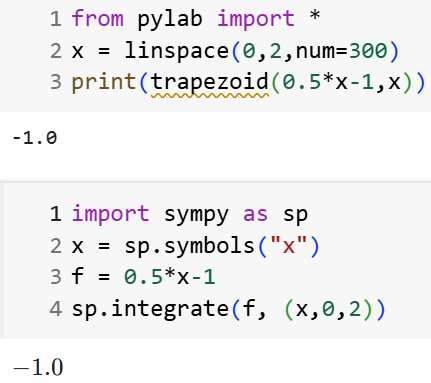 1 from pylab import *
2 x = linspace(0,2,num=300)
3 print(trapezoid(0.5*x-1,x))
-1.0
1 import sympy as sp
2 x = sp.symbols("x")
3 f = 0.5*x-1
4 sp.integrate(f, (x,0,2))
−1.0